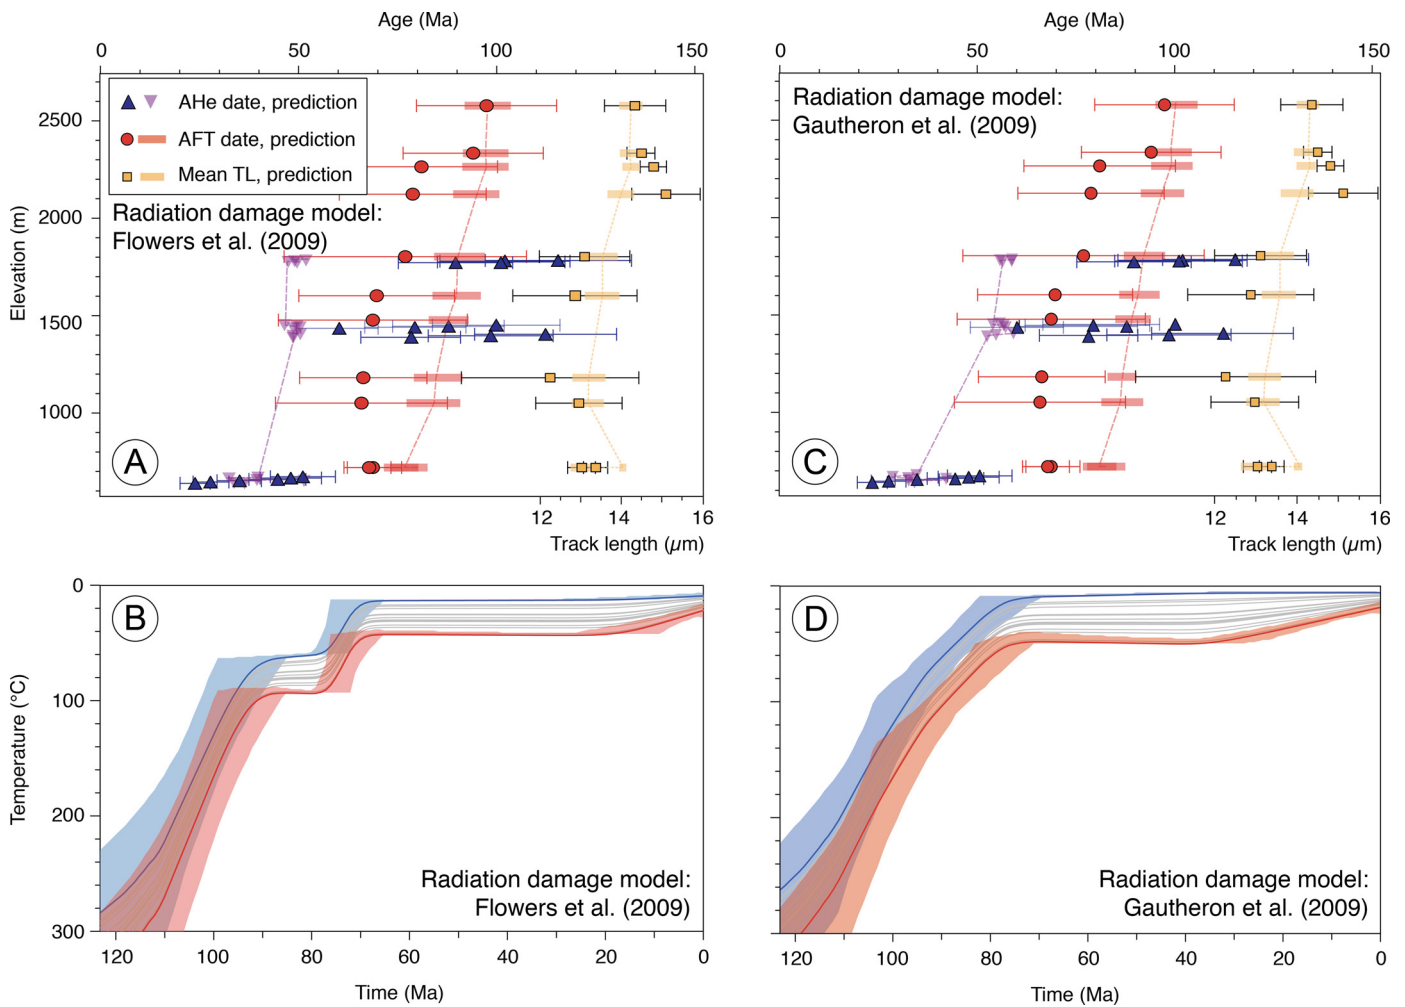 Age (Ma)
0 50 100 150
AHe date, prediction
AFT date, prediction
Mean TL, prediction
Radiation damage model:
Flowers et al. (2009)
Elevation (m)
2500
2000
1500
1000
A
12 14 16
Track length (µm)
Age (Ma)
0 50 100 150
Radiation damage model:
Gautheron et al. (2009)
C
12 14 16
Track length (µm)
B
Temperature (°C)
0
100
200
300
Radiation damage model:
Flowers et al. (2009)
120 100 80 60 40 20 0
Time (Ma)
D
Radiation damage model:
Gautheron et al. (2009)
120 100 80 60 40 20 0
Time (Ma)